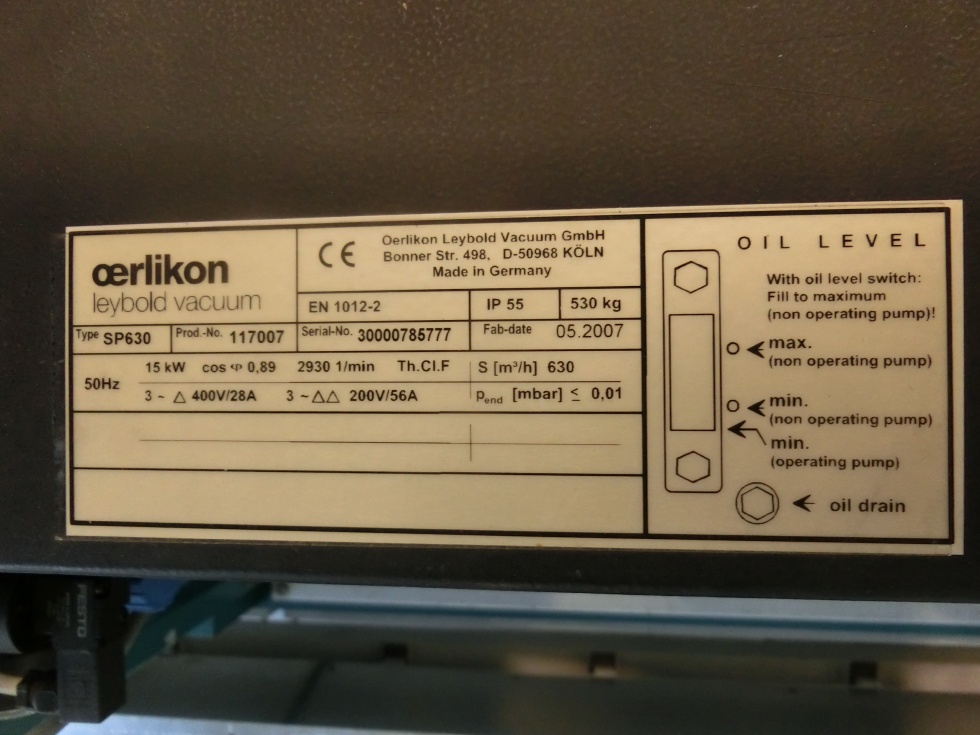 œrlikon
leybold vacuum
CE
Oerlikon Leybold Vacuum GmbH
Bonner Str. 498, D-50968 KÖLN
Made in Germany
EN 1012-2
IP 55
530 kg
Type SP630
Prod.-No. 117007
Serial-No. 30000785777
Fab-date 05.2007
50Hz
15 kW cos φ 0,89 2930 1/min Th.Cl.F
S [m³/h] 630
3 ~ △ 400V/28A 3 ~ △△ 200V/56A
Pend [mbar] ≤ 0,01
OIL LEVEL
With oil level switch:
Fill to maximum
(non operating pump)!
max.
(non operating pump)
min.
(non operating pump)
min.
(operating pump)
oil drain
FESTO